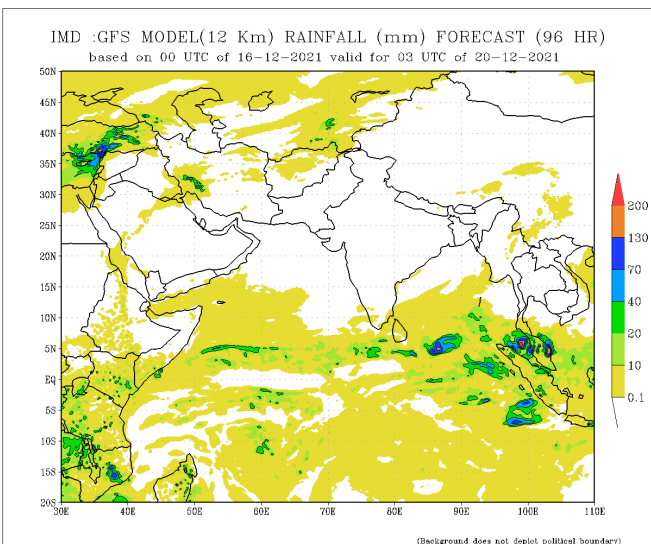 IMD :GFS MODEL(12 Km) RAINFALL (mm) FORECAST (96 HR)
based on 00 UTC of 16-12-2021 valid for 03 UTC of 20-12-2021
50N
45N
40N
35N
30N
25N
20N
15N
10N
5N
EQ
5S
10S
15S
20S
30E 40E 50E 60E 70E 80E 90E 100E 110E
200
130
70
40
20
10
0.1
(Background does not depict political boundary)